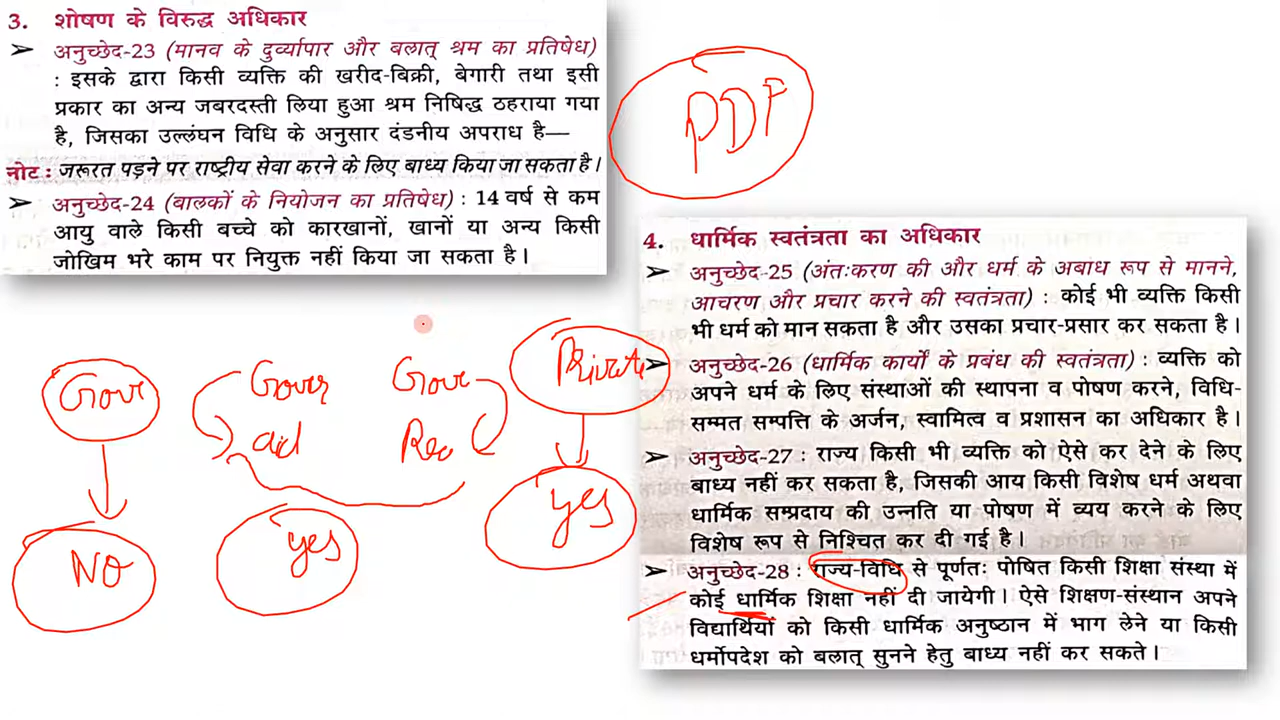 3. शोषण के विरुद्ध अधिकार
➤ अनुच्छेद-23 (मानव के दुर्व्यापार और बलात् श्रम का प्रतिषेध)
: इसके द्वारा किसी व्यक्ति की खरीद-बिक्री, बेगारी तथा इसी
प्रकार का अन्य जबरदस्ती लिया हुआ श्रम निषिद्ध ठहराया गया
है, जिसका उल्लंघन विधि के अनुसार दंडनीय अपराध है—
नोट : जरूरत पड़ने पर राष्ट्रीय सेवा करने के लिए बाध्य किया जा सकता है।
➤ अनुच्छेद-24 (बालकों के नियोजन का प्रतिषेध) : 14 वर्ष से कम
आयु वाले किसी बच्चे को कारखानों, खानों या अन्य किसी
जोखिम भरे काम पर नियुक्त नहीं किया जा सकता है।
PDF
4. धार्मिक स्वतंत्रता का अधिकार
➤ अनुच्छेद-25 (अंतःकरण की और धर्म के अबाध रूप से मानने,
आचरण और प्रचार करने की स्वतंत्रता) : कोई भी व्यक्ति किसी
भी धर्म को मान सकता है और उसका प्रचार-प्रसार कर सकता है।
➤ अनुच्छेद-26 (धार्मिक कार्यों के प्रबंध की स्वतंत्रता) : व्यक्ति को
अपने धर्म के लिए संस्थाओं की स्थापना व पोषण करने, विधि-
सम्मत सम्पत्ति के अर्जन, स्वामित्व व प्रशासन का अधिकार है।
➤ अनुच्छेद-27 : राज्य किसी भी व्यक्ति को ऐसे कर देने के लिए
बाध्य नहीं कर सकता है, जिसकी आय किसी विशेष धर्म अथवा
धार्मिक सम्प्रदाय की उन्नति या पोषण में व्यय करने के लिए
विशेष रूप से निश्चित कर दी गई है।
➤ अनुच्छेद-28 : राज्य-विधि से पूर्णतः पोषित किसी शिक्षा संस्था में
कोई धार्मिक शिक्षा नहीं दी जायेगी। ऐसे शिक्षण-संस्थान अपने
विद्यार्थियों को किसी धार्मिक अनुष्ठान में भाग लेने या किसी
धर्मोपदेश को बलात् सुनने हेतु बाध्य नहीं कर सकते।
Gove
Gover
aid
Gove
Rec
Private
NO
yes
yes